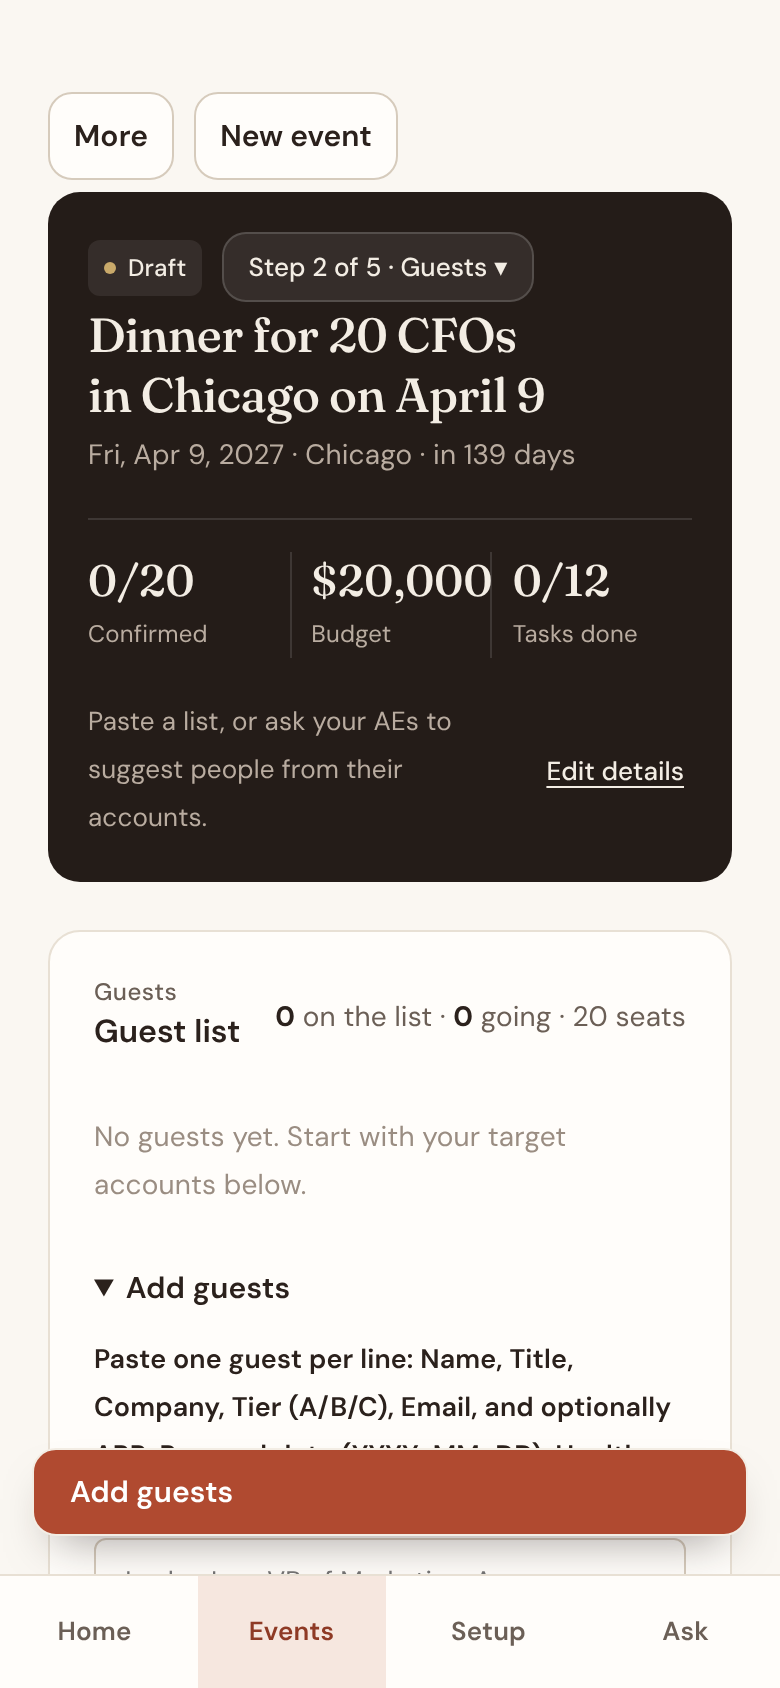 More
New event
Draft
Step 2 of 5 · Guests ▾
Dinner for 20 CFOs
in Chicago on April 9
Fri, Apr 9, 2027 · Chicago · in 139 days
0/20
Confirmed
$20,000
Budget
0/12
Tasks done
Paste a list, or ask your AEs to
suggest people from their
accounts.
Edit details
Guests
Guest list
0 on the list · 0 going · 20 seats
No guests yet. Start with your target
accounts below.
▼ Add guests
Paste one guest per line: Name, Title,
Company, Tier (A/B/C), Email, and optionally
Add guests
Home
Events
Setup
Ask